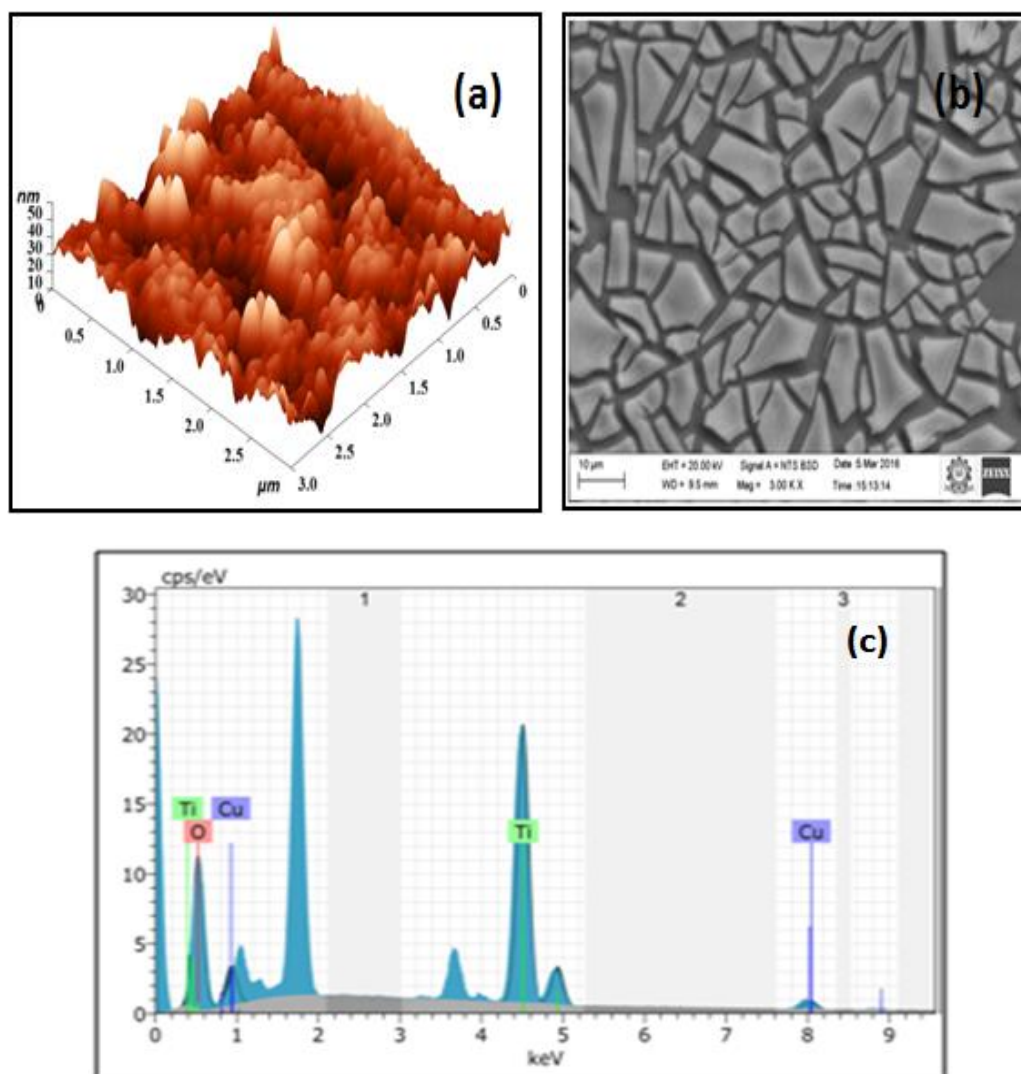 (a)
nm
50
40
30
20
10
0
0
0.5
1.0
1.5
2.0
2.5
3.0
µm
0
0.5
1.0
1.5
2.0
2.5
(b)
10 µm
EHT = 20.00 kV Signal A = NTS BSD Date :5 Mar 2016
WD = 9.5 mm Mag = 3.00 K X Time :15:13:14
ZEISS
cps/eV
30
25
20
15
10
5
0
1 2 3
(c)
Ti Cu
O Ti Cu
0 1 2 3 4 5 6 7 8 9
keV